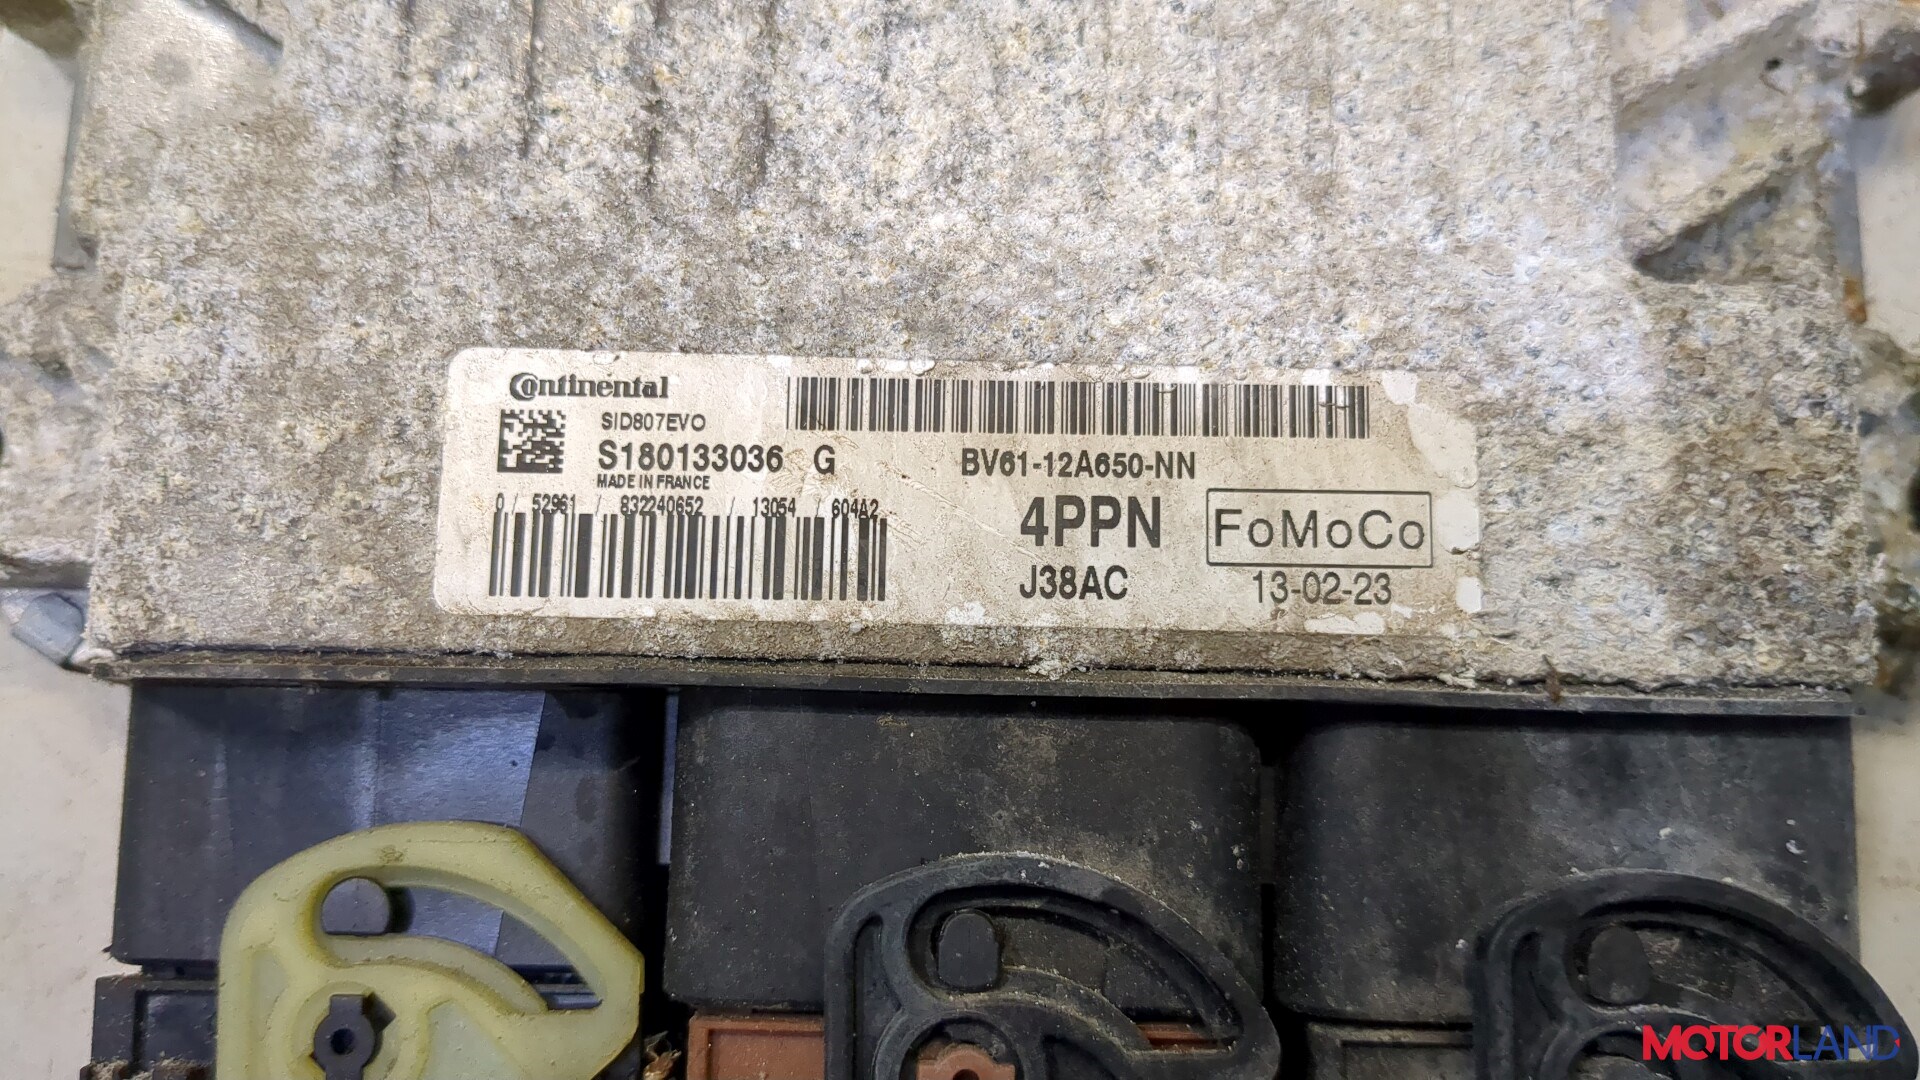 Continental
SID807EVO
S180133036 G
MADE IN FRANCE
0 / 52961 / 832240652 / 13054 / 604A2
BV61-12A650-NN
4PPN
FoMoCo
J38AC
13-02-23
MOTORLAND